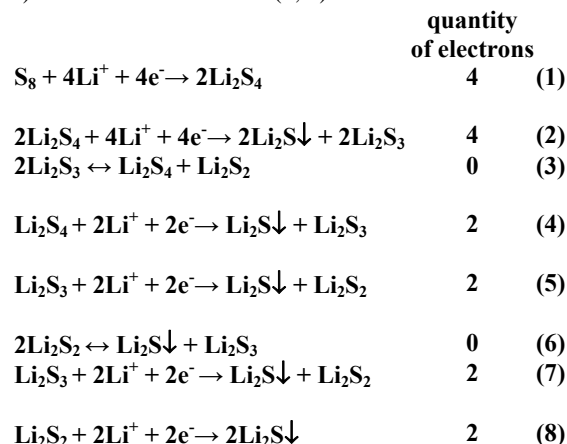 quantity
of electrons
S₈ + 4Li⁺ + 4e⁻→ 2Li₂S₄ 4 (1)
2Li₂S₄ + 4Li⁺ + 4e⁻→ 2Li₂S↓ + 2Li₂S₃ 4 (2)
2Li₂S₃ ↔ Li₂S₄ + Li₂S₂ 0 (3)
Li₂S₄ + 2Li⁺ + 2e⁻→ Li₂S↓ + Li₂S₃ 2 (4)
Li₂S₃ + 2Li⁺ + 2e⁻→ Li₂S↓ + Li₂S₂ 2 (5)
2Li₂S₂ ↔ Li₂S↓ + Li₂S₃ 0 (6)
Li₂S₃ + 2Li⁺ + 2e⁻ → Li₂S↓ + Li₂S₂ 2 (7)
Li₂S₂ + 2Li⁺ + 2e⁻→ 2Li₂S↓ 2 (8)